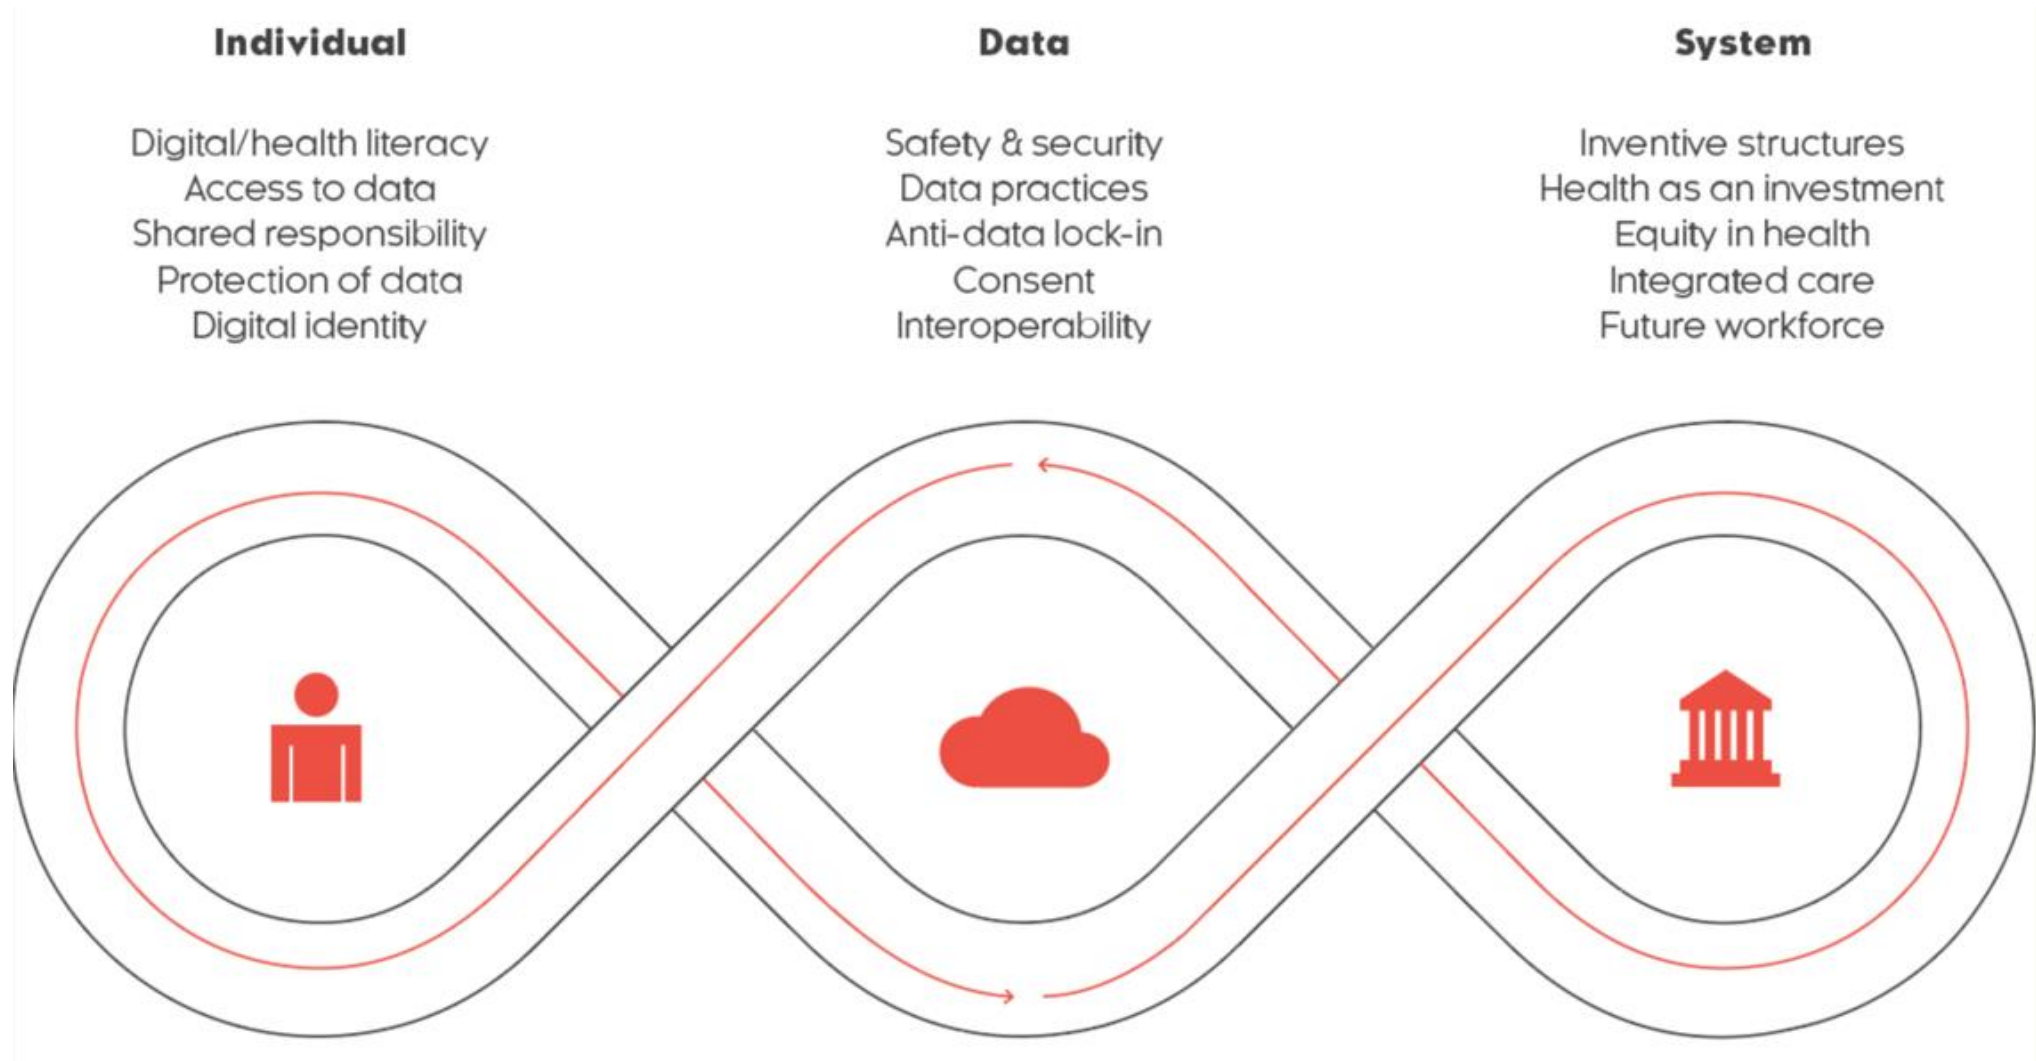 Individual
Digital/health literacy
Access to data
Shared responsibility
Protection of data
Digital identity
Data
Safety & security
Data practices
Anti-data lock-in
Consent
Interoperability
System
Inventive structures
Health as an investment
Equity in health
Integrated care
Future workforce